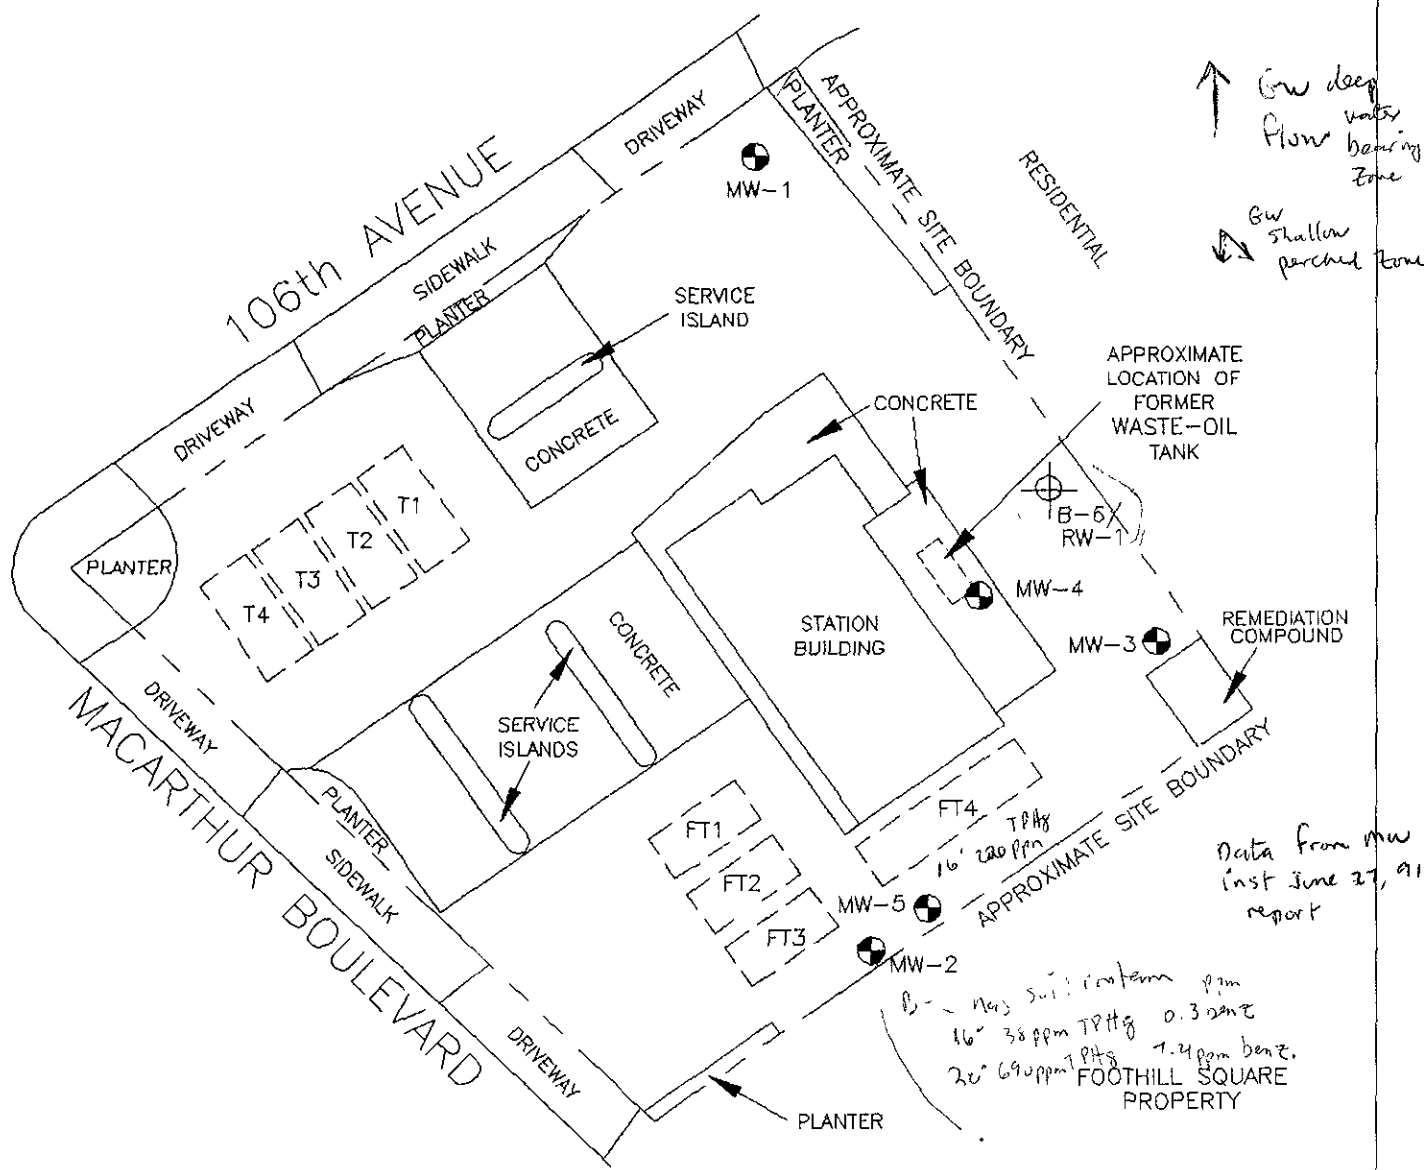 106th AVENUE
DRIVEWAY
PLANTER
APPROXIMATE SITE BOUNDARY
MW-1
RESIDENTIAL
GW deep
flow water
bearing
Zone
GW
shallow
perched zone
SIDEWALK
PLANTER
SERVICE
ISLAND
CONCRETE
DRIVEWAY
CONCRETE
APPROXIMATE
LOCATION OF
FORMER
WASTE-OIL
TANK
T1
T2
T3
T4
PLANTER
B-6/
RW-1
MW-4
MW-3
REMEDIATION
COMPOUND
STATION
BUILDING
CONCRETE
SERVICE
ISLANDS
DRIVEWAY
MACARTHUR BOULEVARD
PLANTER
SIDEWALK
FT1
FT2
FT3
FT4
TPHg
16' 220 ppm
MW-5
MW-2
APPROXIMATE SITE BOUNDARY
Data from mw
inst June 27, 91
report
ppm
16' 38 ppm TPHg 0.3 benz
20' 690 ppm TPHg 7.4 ppm benz.
FOOTHILL SQUARE
PROPERTY
DRIVEWAY
PLANTER